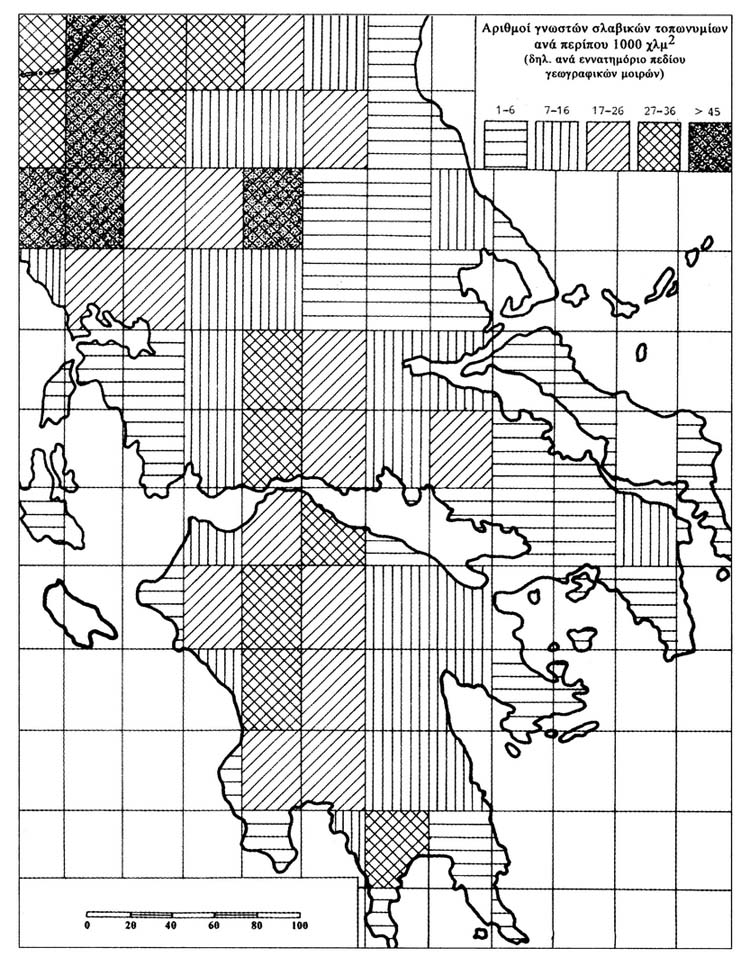 Αριθμοί γνωστών σλαβικών τοπωνυμίων
ανά περίπου 1000 χλμ²
(δηλ. ανά εννατημόριο πεδίου
γεωγραφικών μοιρών)
1-6 7-16 17-26 27-36 > 45
0 20 40 60 80 100